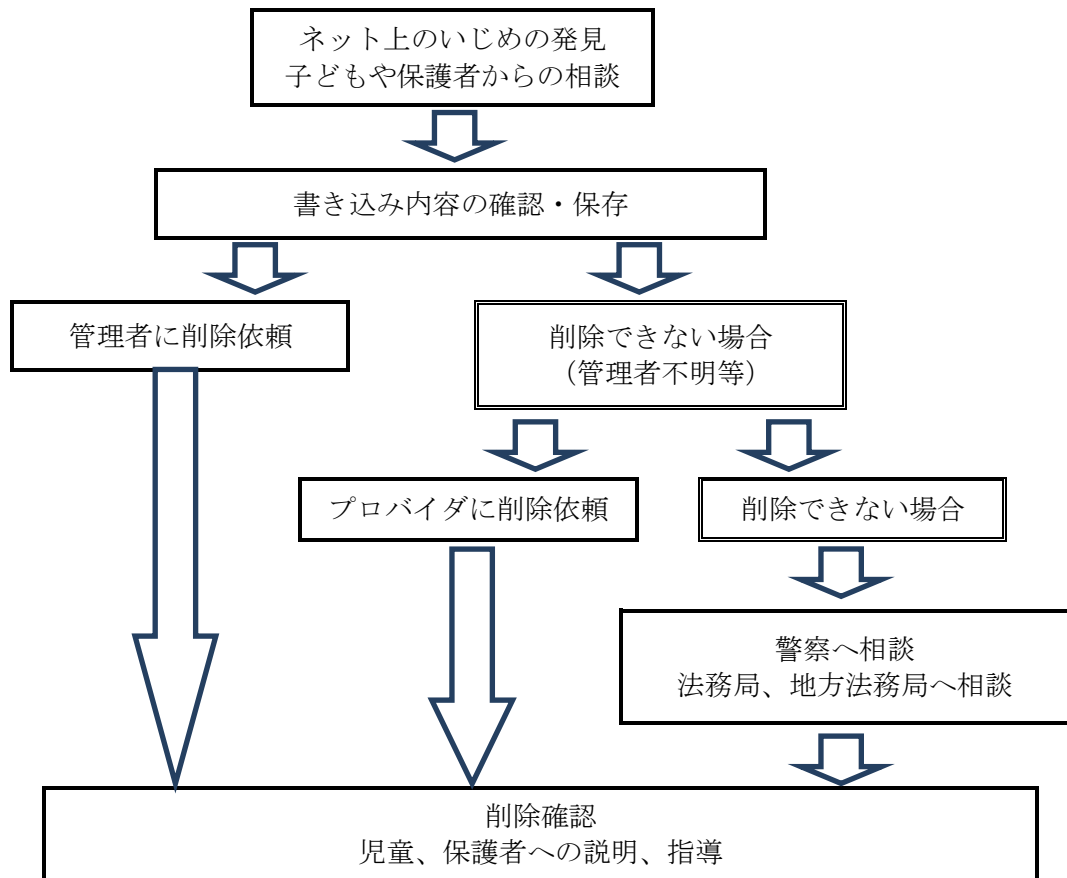 ネット上のいじめの発見
子どもや保護者からの相談
書き込み内容の確認・保存
管理者に削除依頼
削除できない場合
（管理者不明等）
プロバイダに削除依頼
削除できない場合
警察へ相談
法務局、地方法務局へ相談
削除確認
児童、保護者への説明、指導